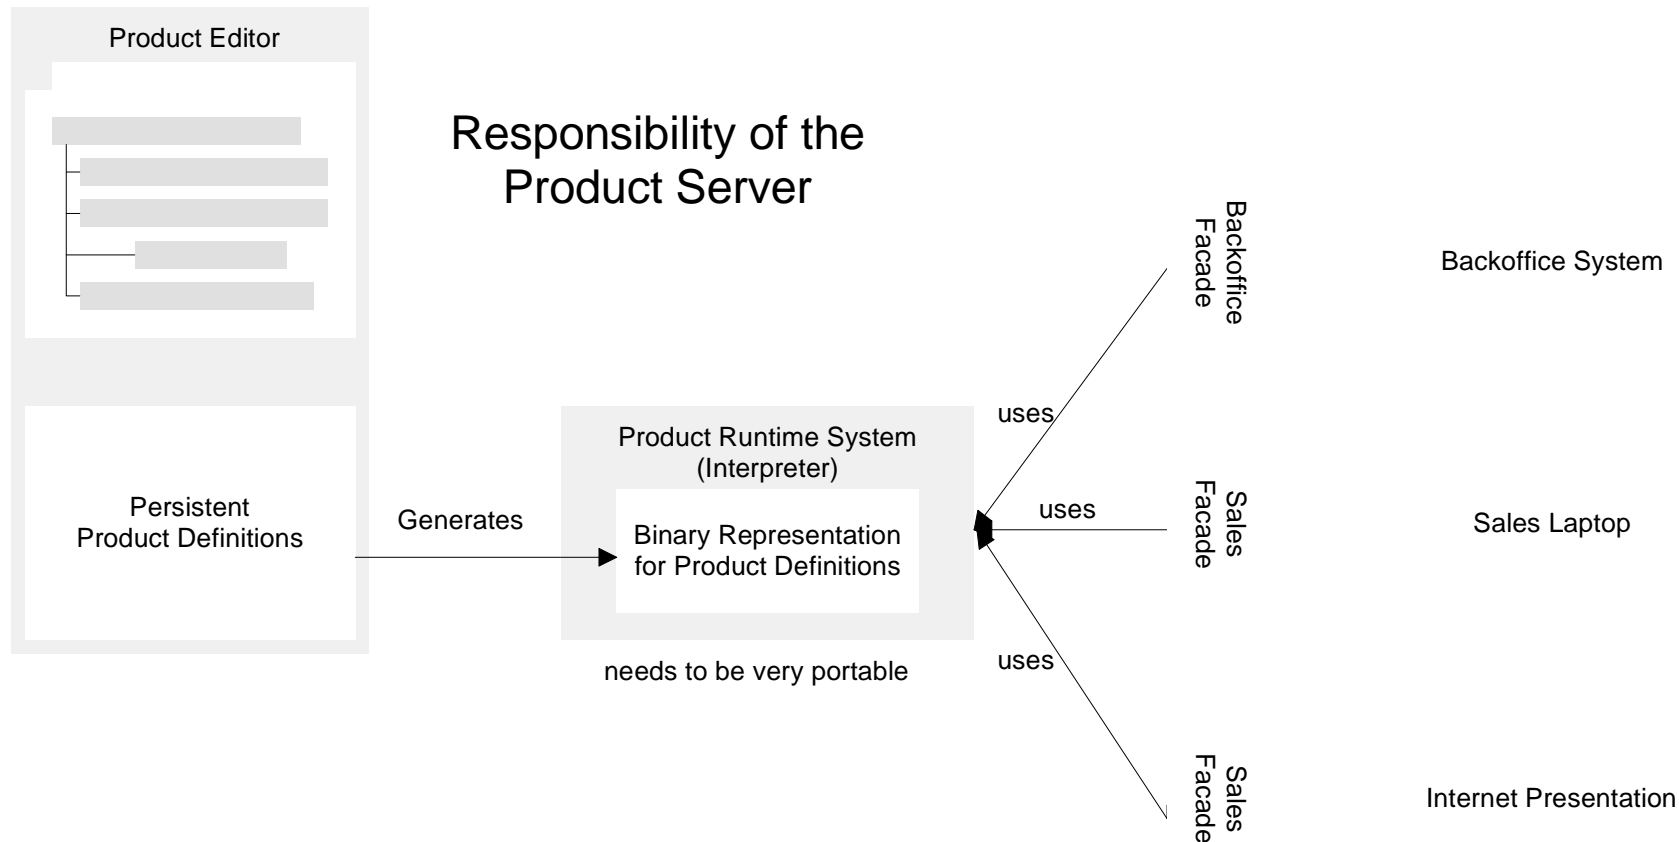 Product Editor
Responsibility of the
Product Server
Backoffice
Facade
Backoffice System
uses
Product Runtime System
(Interpreter)
Persistent
Product Definitions
Generates
Binary Representation
for Product Definitions
uses
Sales
Facade
Sales Laptop
needs to be very portable
uses
Sales
Facade
Internet Presentation